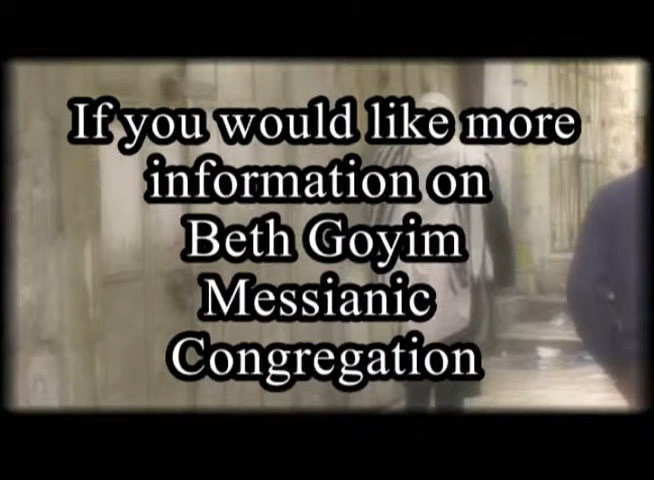 If you would like more
information on
Beth Goyim
Messianic
Congregation